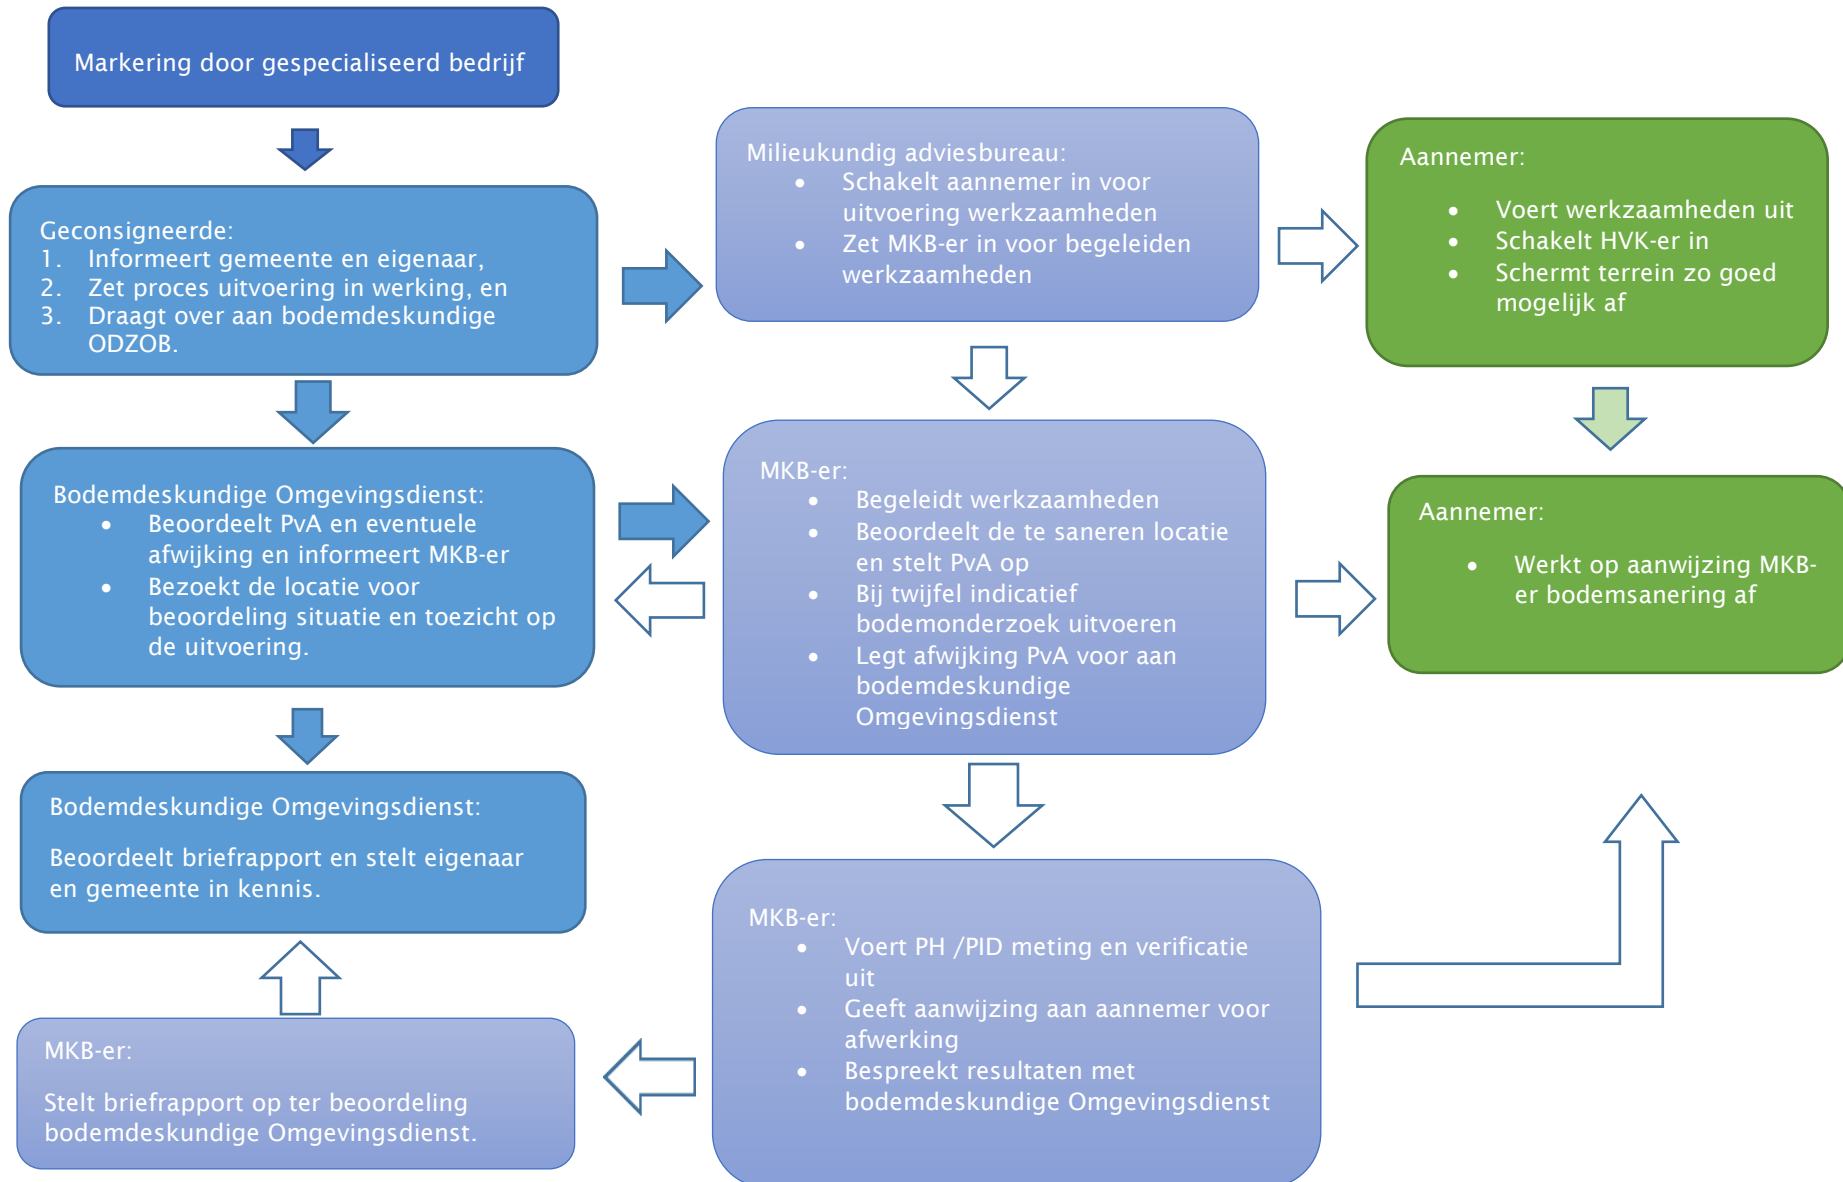 Markering door gespecialiseerd bedrijf
Geconsigneerde:
1. Informeert gemeente en eigenaar,
2. Zet proces uitvoering in werking, en
3. Draagt over aan bodemdeskundige
ODZOB.
Milieukundig adviesbureau:
• Schakelt aannemer in voor
uitvoering werkzaamheden
• Zet MKB-er in voor begeleiden
werkzaamheden
Aannemer:
• Voert werkzaamheden uit
• Schakelt HVK-er in
• Schermt terrein zo goed
mogelijk af
Bodemdeskundige Omgevingsdienst:
• Beoordeelt PvA en eventuele
afwijking en informeert MKB-er
• Bezoekt de locatie voor
beoordeling situatie en toezicht op
de uitvoering.
MKB-er:
• Begeleidt werkzaamheden
• Beoordeelt de te saneren locatie
en stelt PvA op
• Bij twijfel indicatief
bodemonderzoek uitvoeren
• Legt afwijking PvA voor aan
bodemdeskundige
Omgevingsdienst
Aannemer:
• Werkt op aanwijzing MKB-
er bodemsanering af
Bodemdeskundige Omgevingsdienst:
Beoordeelt briefrapport en stelt eigenaar
en gemeente in kennis.
MKB-er:
• Voert PH /PID meting en verificatie
uit
• Geeft aanwijzing aan aannemer voor
afwerking
• Bespreekt resultaten met
bodemdeskundige Omgevingsdienst
MKB-er:
Stelt briefrapport op ter beoordeling
bodemdeskundige Omgevingsdienst.